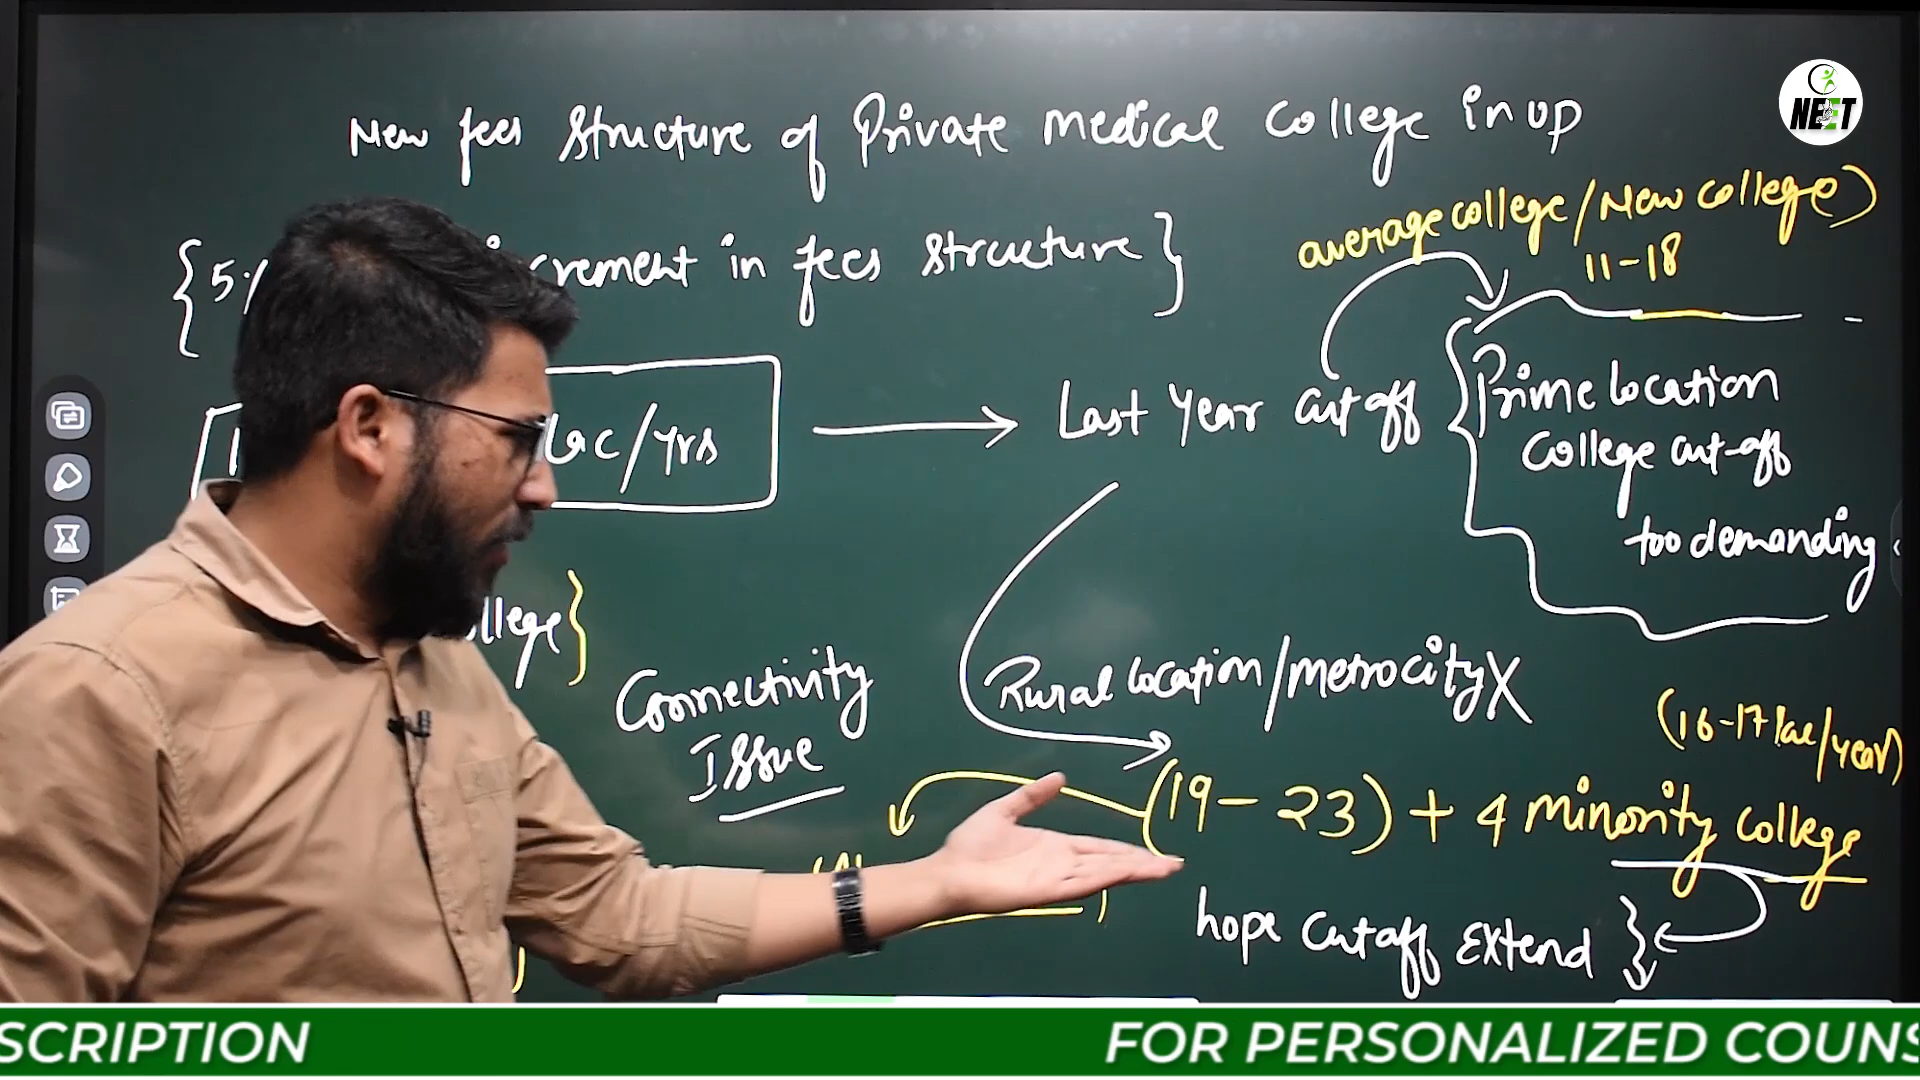 NEET
New fees structure of Private medical college in up
average college/New college)
11-18
{5% crement in fees structure}
Lac/yrs
Last year cutoff
Prime location
college cut-off
too demanding
llege}
Connectivity
Issue
Rural location/metrocity X
(16-17 lac/year)
(19-23) + 4 minority college
hope cutoff Extend }
SCRIPTION
FOR PERSONALIZED COUNS